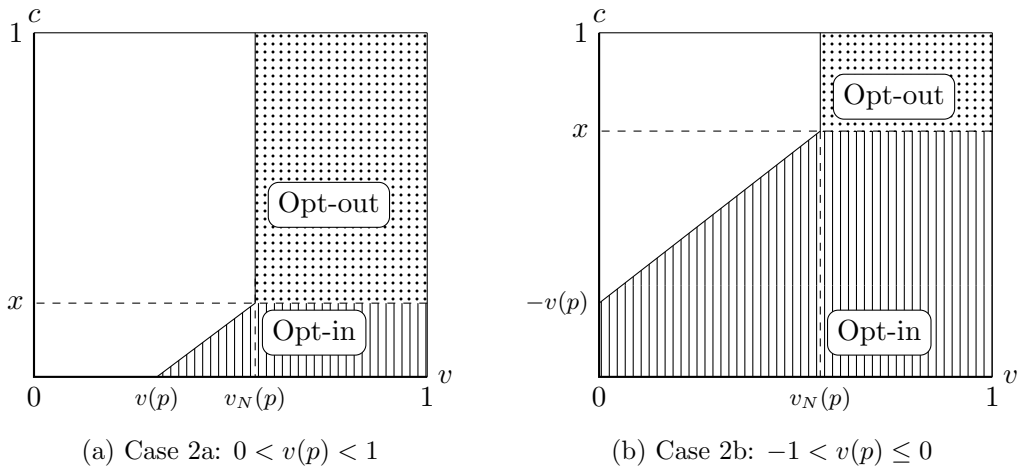 c
1
Opt-out
x
Opt-in
v
0
v(p)
v_N(p)
1
(a) Case 2a: 0 < v(p) < 1
c
1
Opt-out
x
−v(p)
Opt-in
v
0
v_N(p)
1
(b) Case 2b: −1 < v(p) ≤ 0